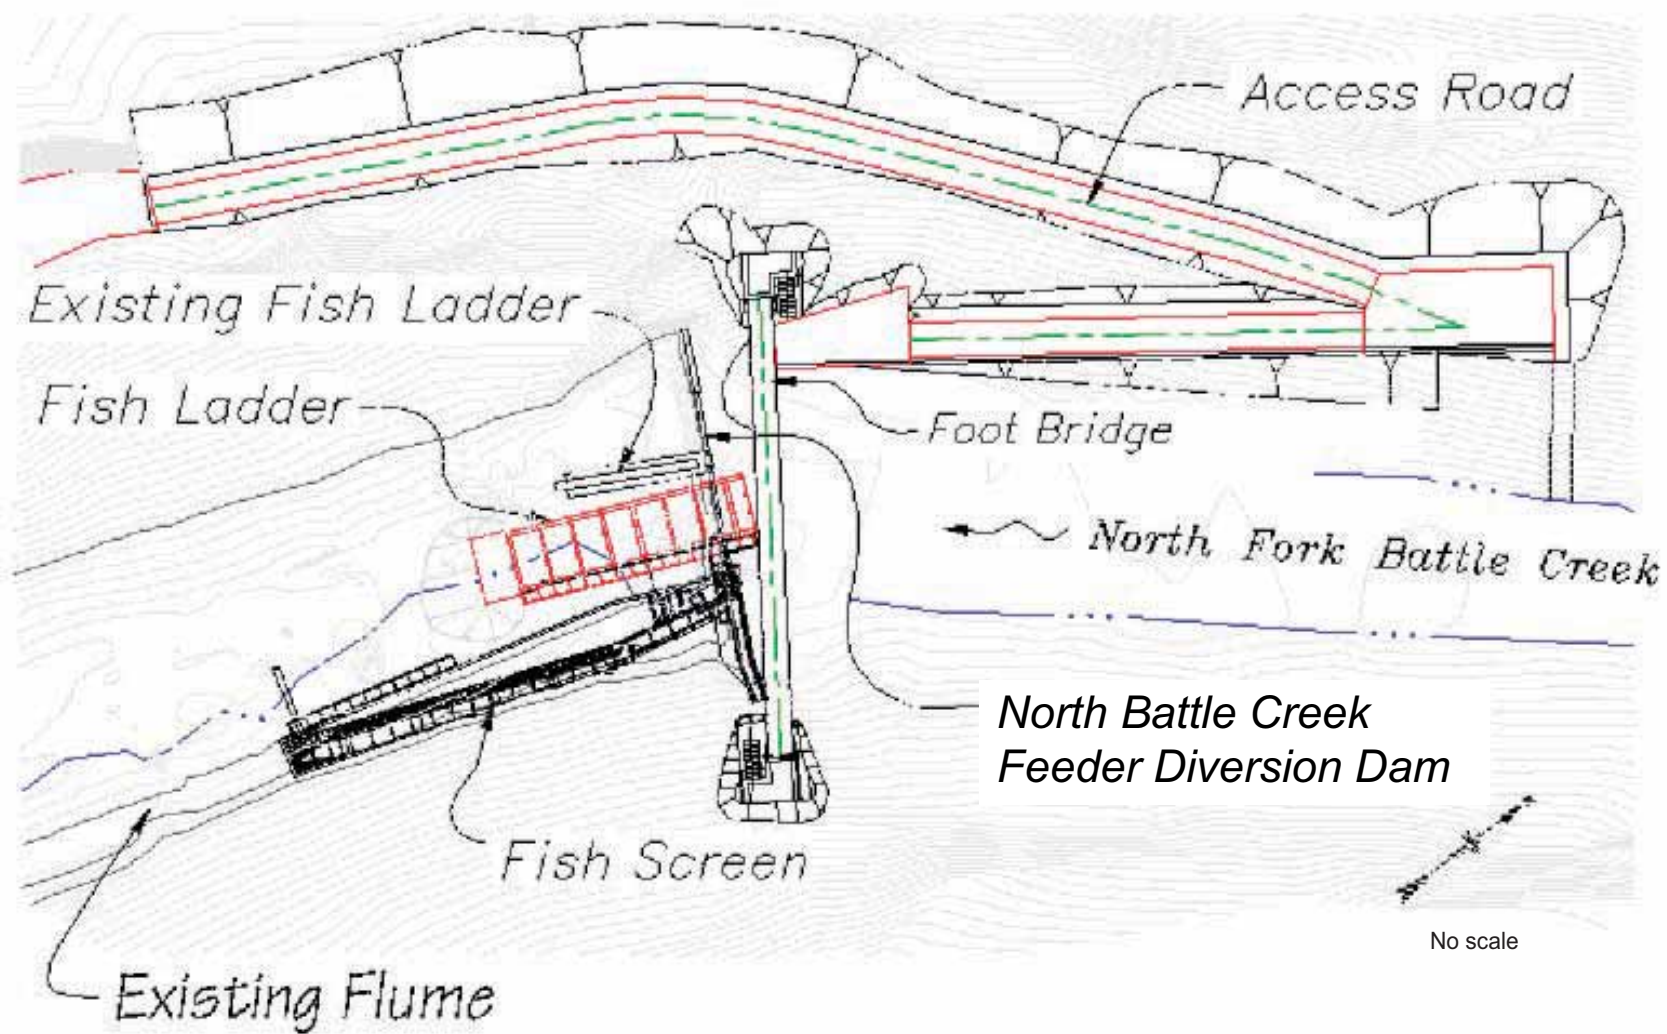 Access Road
Existing Fish Ladder
Fish Ladder
Foot Bridge
North Fork Battle Creek
North Battle Creek
Feeder Diversion Dam
Fish Screen
No scale
Existing Flume